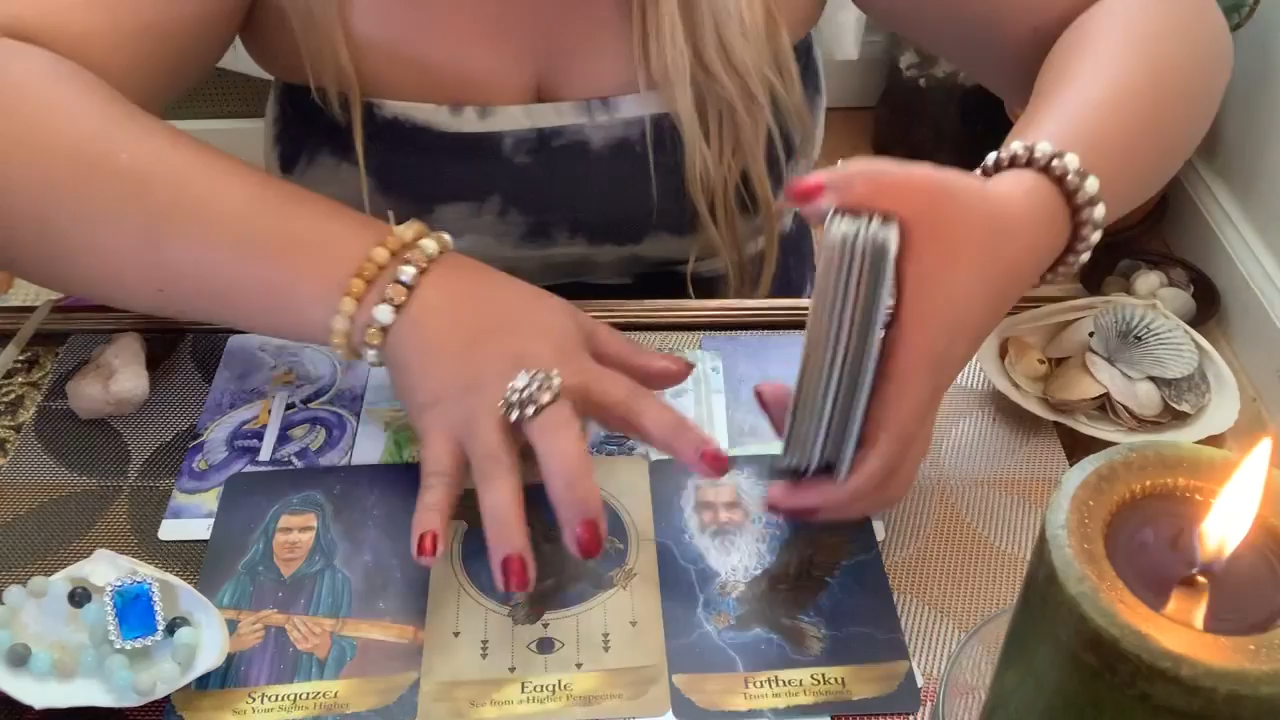 Stargazer
Set Your Sights Higher
Eagle
See from a Higher Perspective
Father Sky
Trust in the Unknown